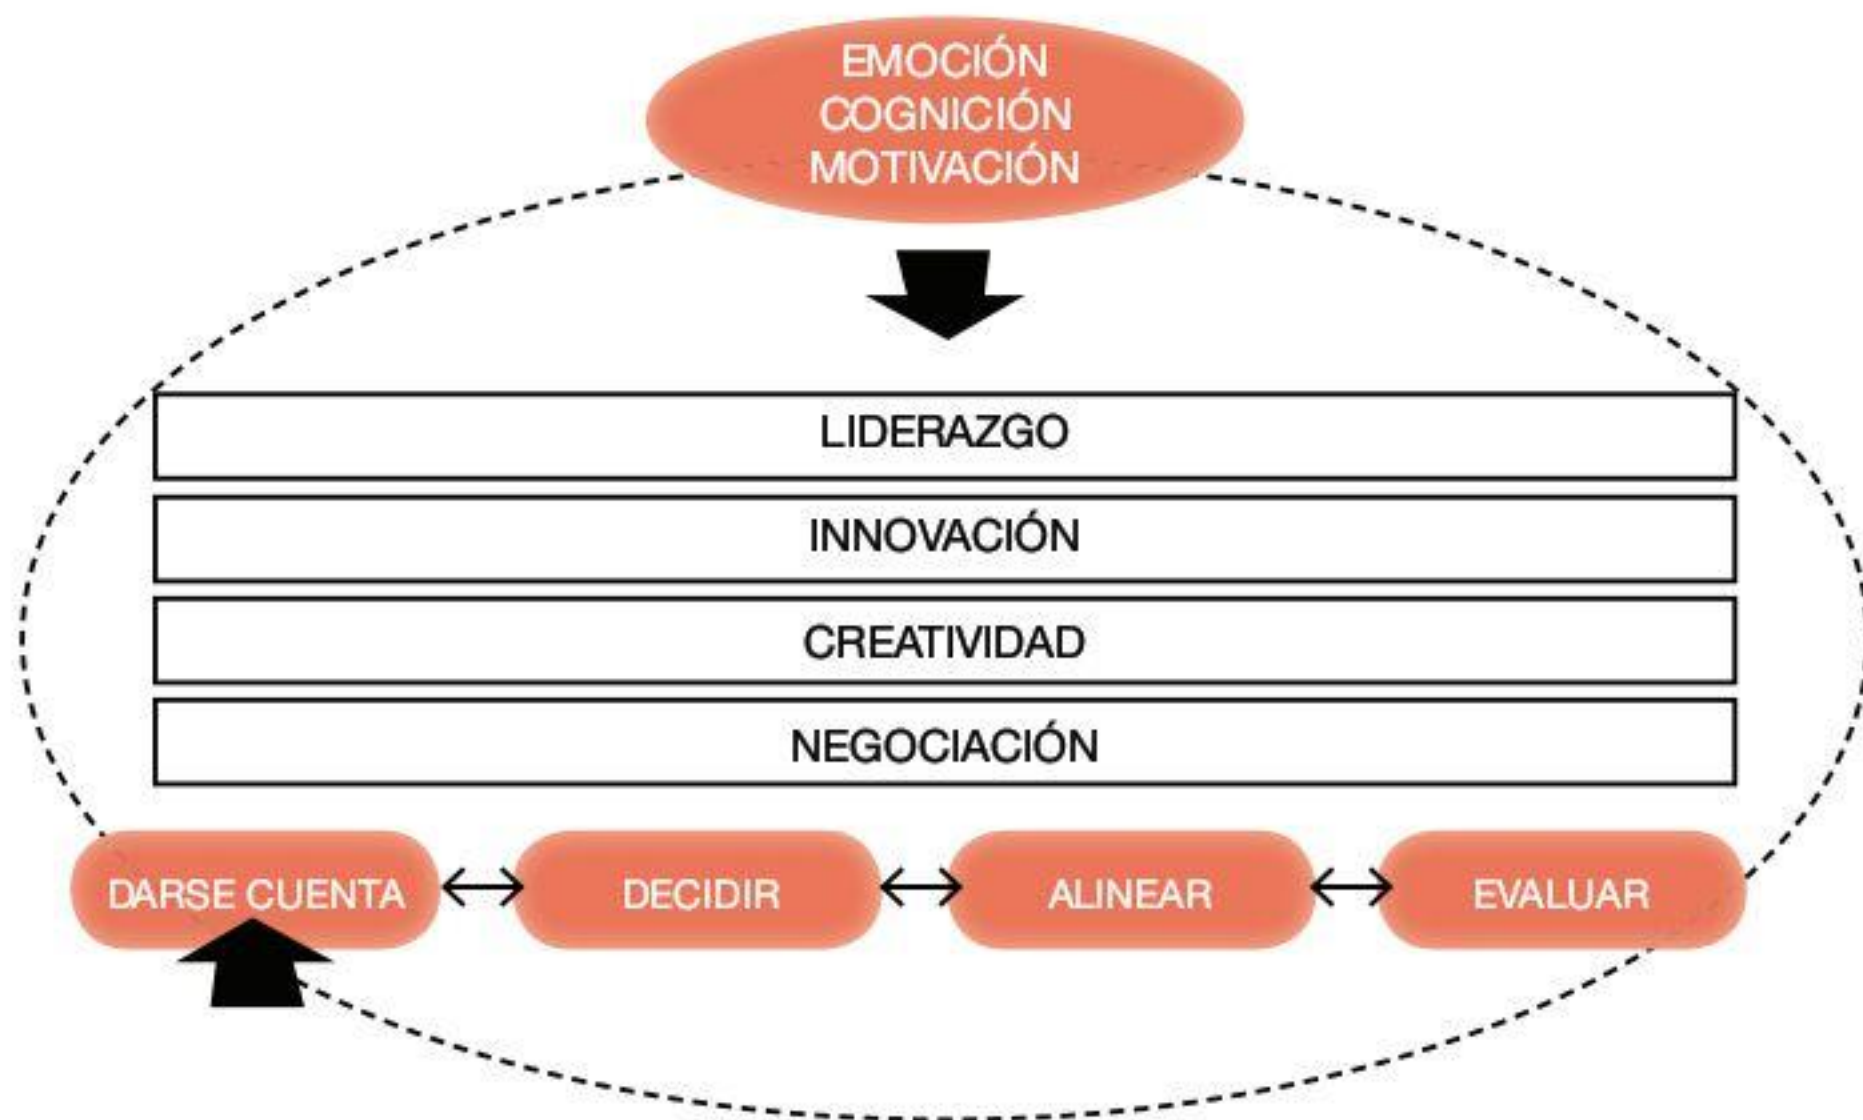 EMOCIÓN
COGNICIÓN
MOTIVACIÓN
LIDERAZGO
INNOVACIÓN
CREATIVIDAD
NEGOCIACIÓN
DARSE CUENTA
DECIDIR
ALINEAR
EVALUAR